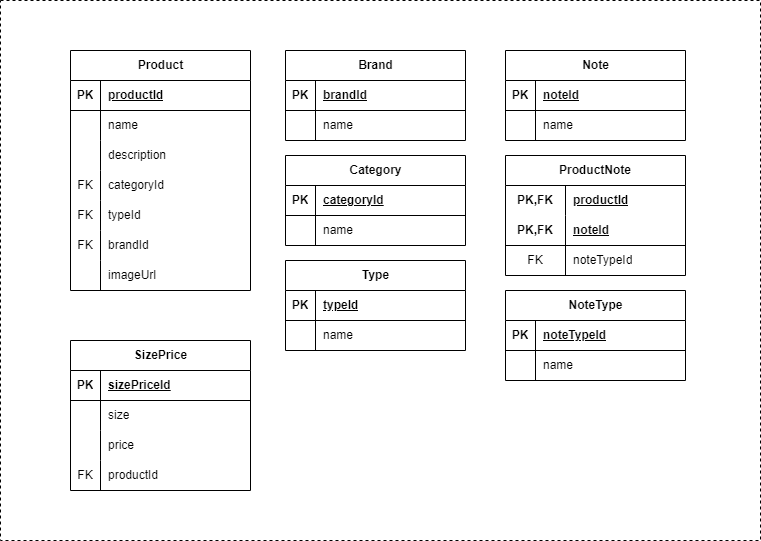 Product
PK productId
name
description
FK categoryId
FK typeId
FK brandId
imageUrl
SizePrice
PK sizePriceId
size
price
FK productId
Brand
PK brandId
name
Category
PK categoryId
name
Type
PK typeId
name
Note
PK noteId
name
ProductNote
PK,FK productId
PK,FK noteId
FK noteTypeId
NoteType
PK noteTypeId
name